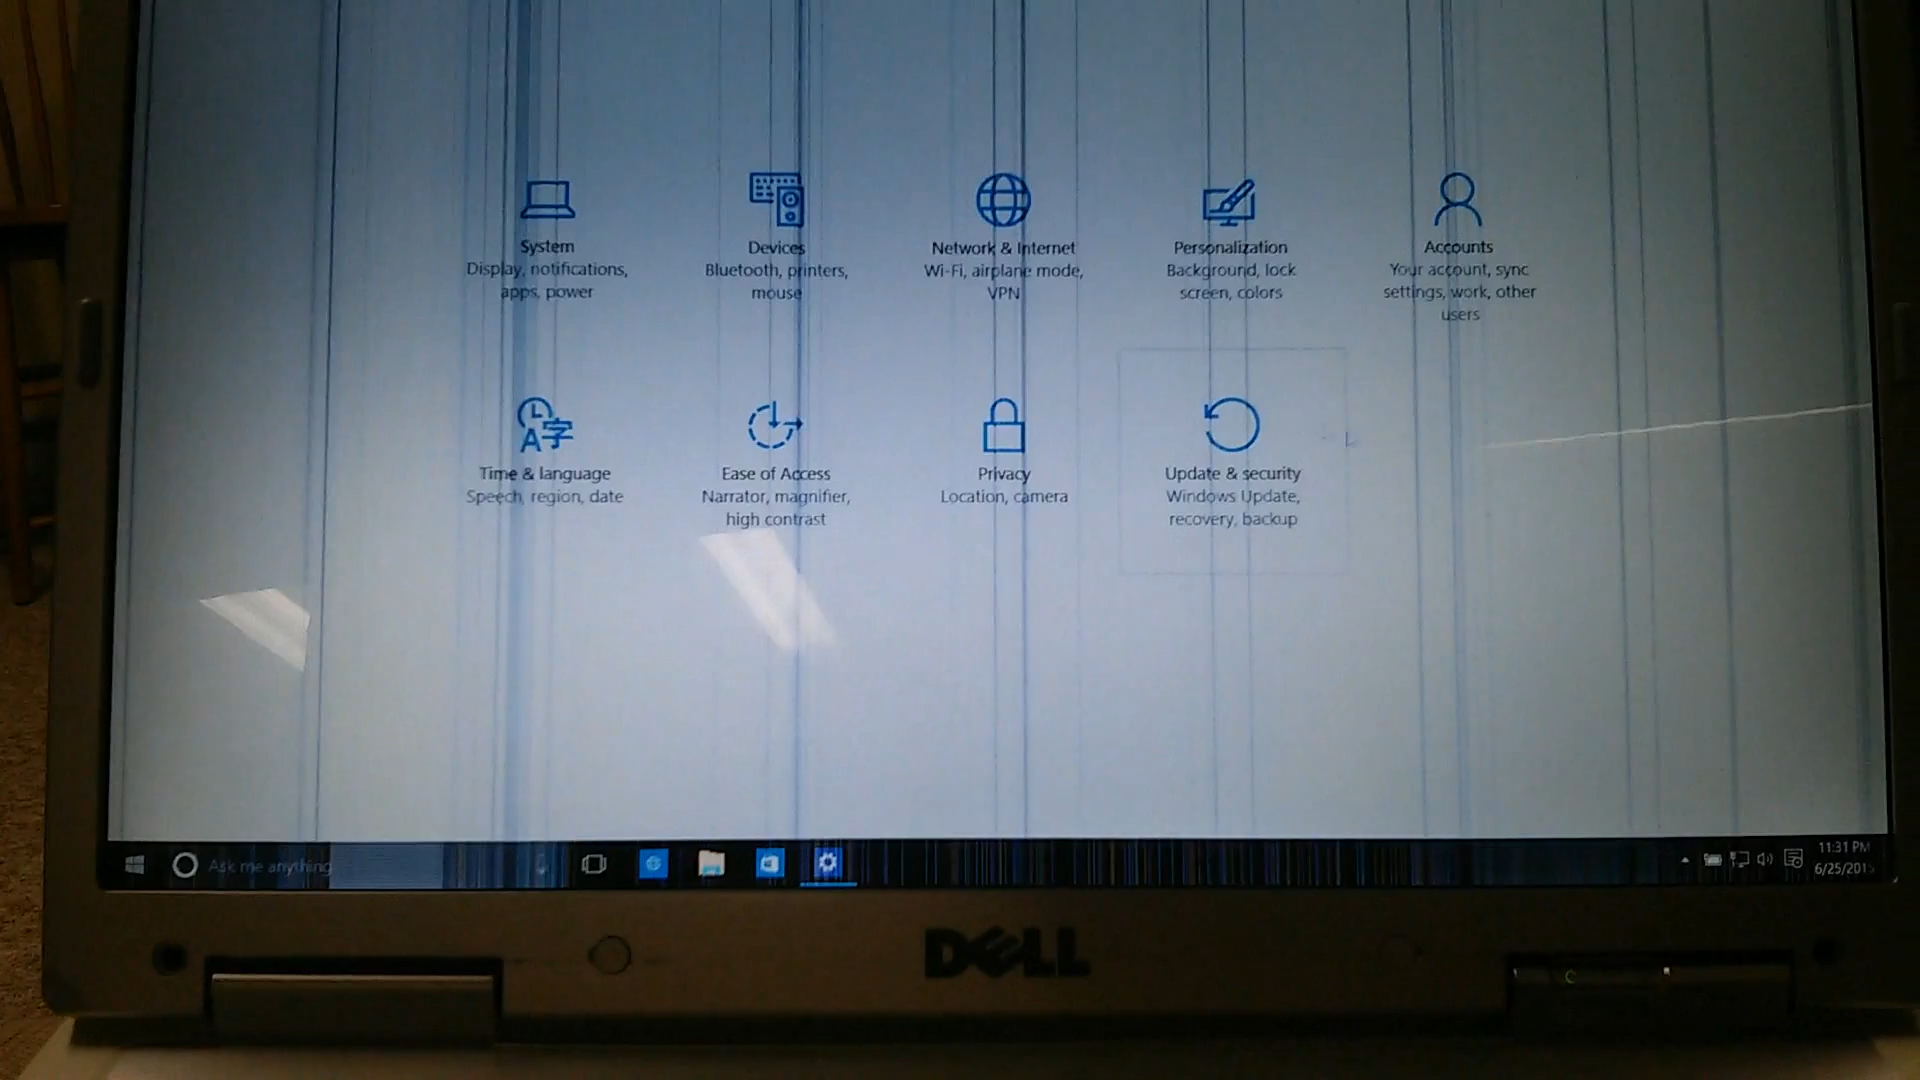 System
Display, notifications,
apps, power
Devices
Bluetooth, printers,
mouse
Network & Internet
Wi-Fi, airplane mode,
VPN
Personalization
Background, lock
screen, colors
Accounts
Your account, sync
settings, work, other
users
Time & language
Speech, region, date
Ease of Access
Narrator, magnifier,
high contrast
Privacy
Location, camera
Update & security
Windows Update,
recovery, backup
Ask me anything
11:31 PM
6/25/2015
DELL